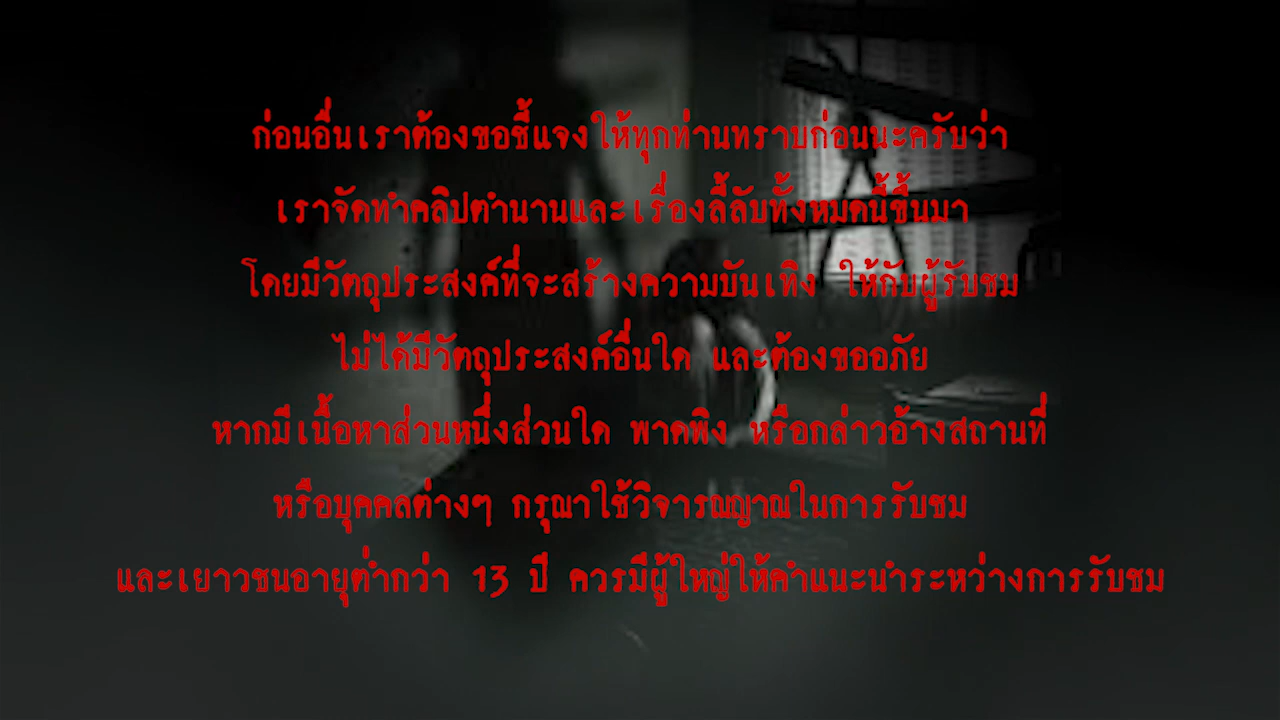 ก่อนอื่นเราต้องขอชี้แจงให้ทุกท่านทราบก่อนนะครับว่า
เราจัดทำคลิปตำนานและเรื่องลี้ลับทั้งหมดนี้ขึ้นมา
โดยมีวัตถุประสงค์ที่จะสร้างความบันเทิง ให้กับผู้รับชม
ไม่ได้มีวัตถุประสงค์อื่นใด และต้องขออภัย
หากมีเนื้อหาส่วนหนึ่งส่วนใด พาดพิง หรือกล่าวอ้างสถานที่
หรือบุคคลต่างๆ กรุณาใช้วิจารณญาณในการรับชม
และเยาวชนอายุต่ำกว่า 13 ปี ควรมีผู้ใหญ่ให้คำแนะนำระหว่างการรับชม